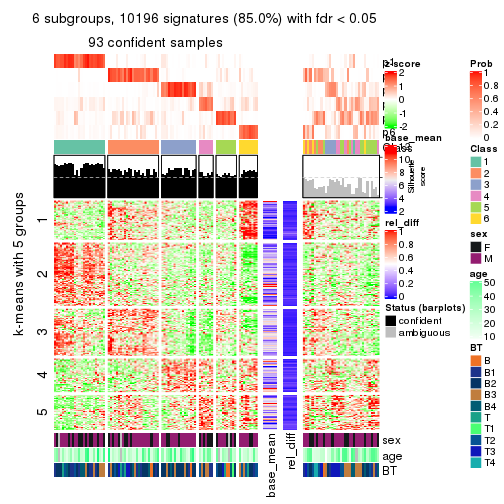 6 subgroups, 10196 signatures (85.0%) with fdr < 0.05
93 confident samples
z-score
2
1
0
-1
-2
base_mean
10
8
6
4
2
Silhouette
score
rel_diff
1
0.8
0.6
0.4
0.2
0
Status (barplots)
confident
ambiguous
Prob
1
0.8
0.6
0.4
0.2
0
Class
1
2
3
4
5
6
sex
F
M
age
50
40
30
20
10
BT
B
B1
B2
B3
B4
T
T1
T2
T3
T4
k-means with 5 groups
1
2
3
4
5
sex
age
BT
base_mean
rel_diff